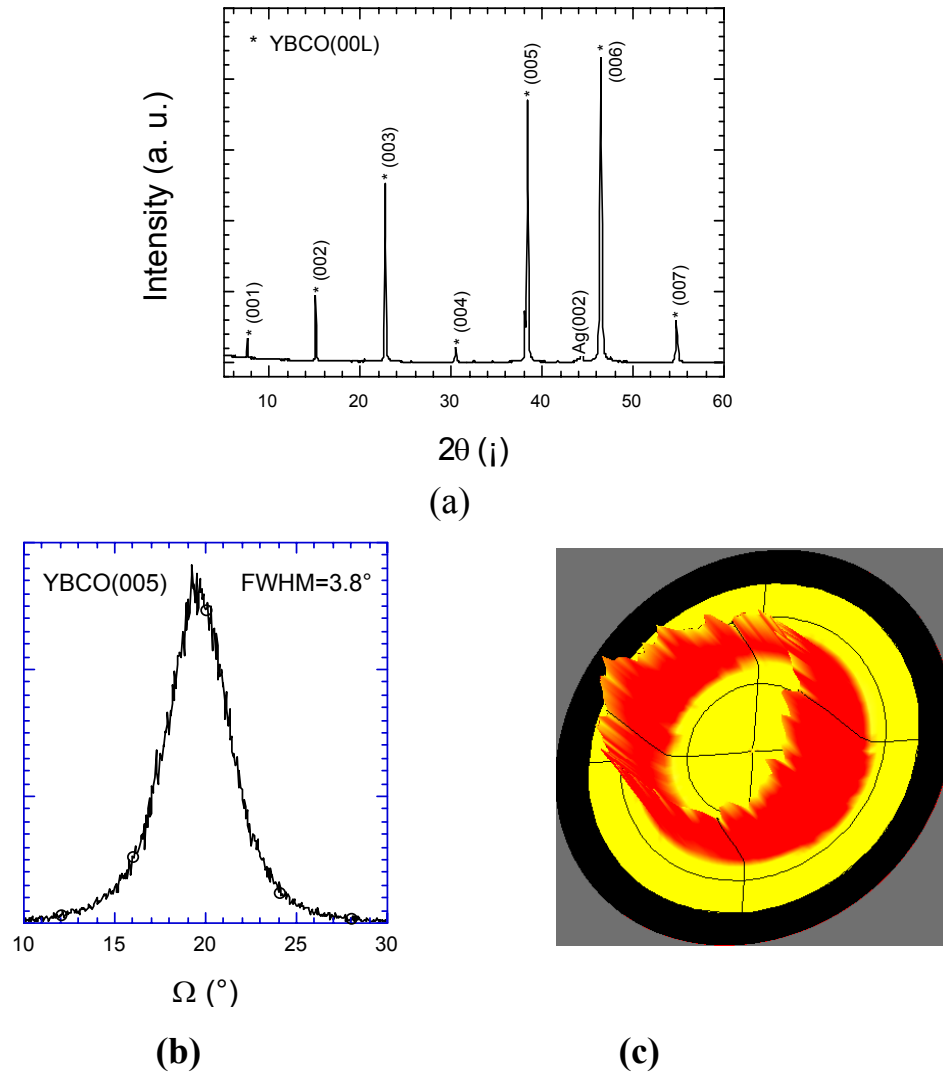 * YBCO(00L)
Intensity (a. u.)
* (001)
* (002)
* (003)
* (004)
* (005)
Ag(002)
*
(006)
* (007)
10 20 30 40 50 60
2θ (¡)
(a)
YBCO(005) FWHM=3.8°
10 15 20 25 30
Ω (°)
(b)
(c)